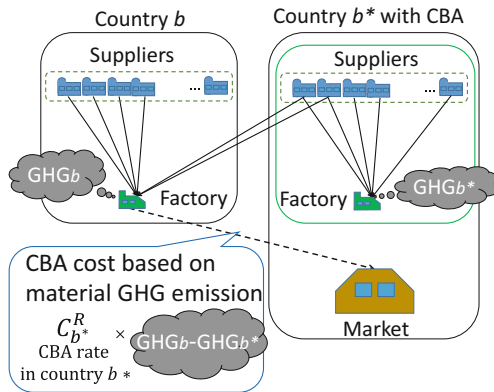 Country b
Country b* with CBA
Suppliers
Suppliers
...
...
GHGb
Factory
Factory
GHGb*
CBA cost based on
material GHG emission
C^R_{b*} × GHGb-GHGb*
CBA rate
in country b *
Market